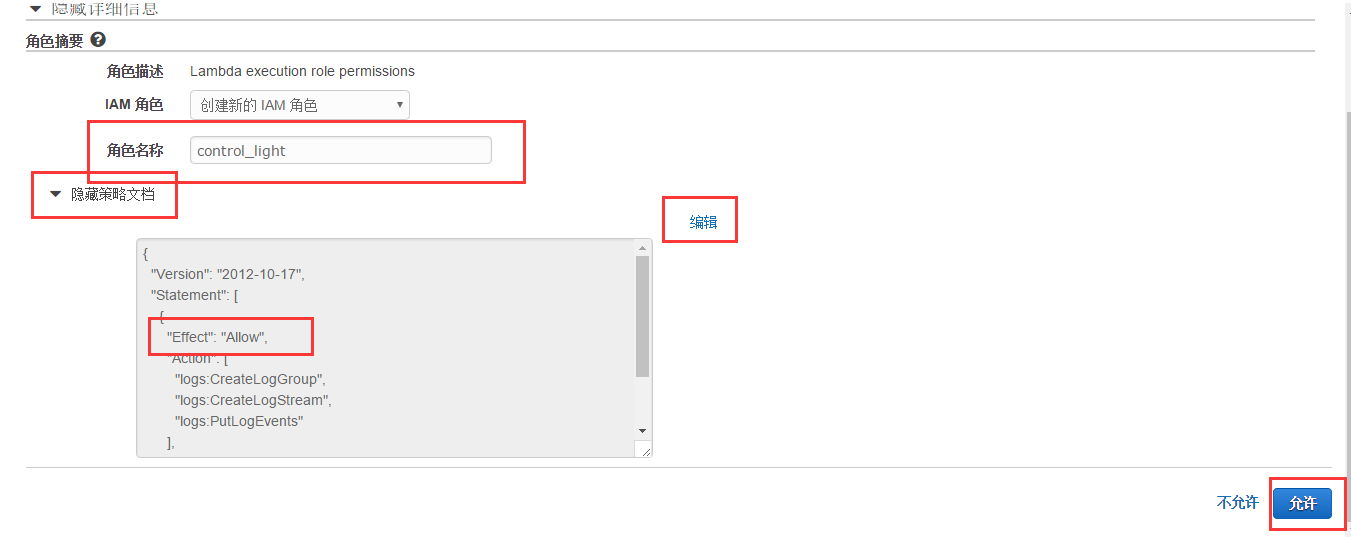 隐藏详细信息
角色摘要 ?
角色描述 Lambda execution role permissions
IAM 角色 创建新的 IAM 角色
角色名称 control_light
隐藏策略文档
编辑
{
"Version": "2012-10-17",
"Statement": [
{
"Effect": "Allow",
"Action": [
"logs:CreateLogGroup",
"logs:CreateLogStream",
"logs:PutLogEvents"
],
不允许 允许